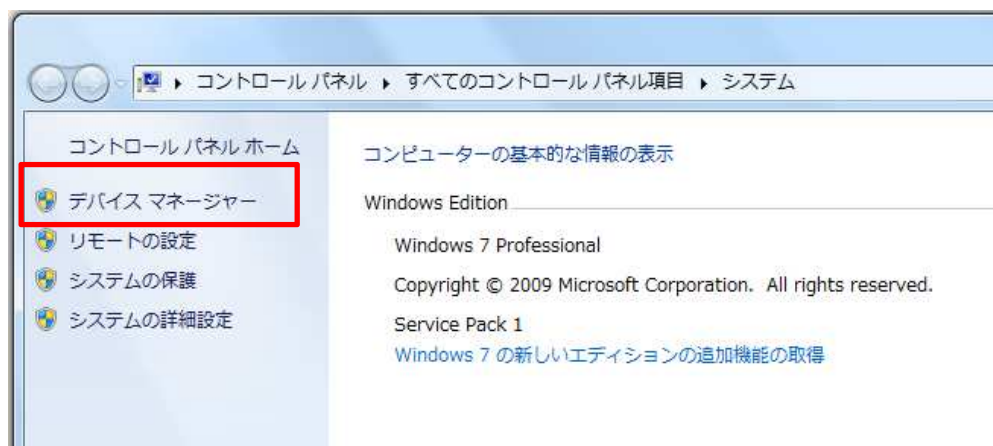 コントロール パネル ▸ すべてのコントロール パネル項目 ▸ システム
コントロール パネル ホーム
デバイス マネージャー
リモートの設定
システムの保護
システムの詳細設定
コンピューターの基本的な情報の表示
Windows Edition
Windows 7 Professional
Copyright © 2009 Microsoft Corporation. All rights reserved.
Service Pack 1
Windows 7 の新しいエディションの追加機能の取得